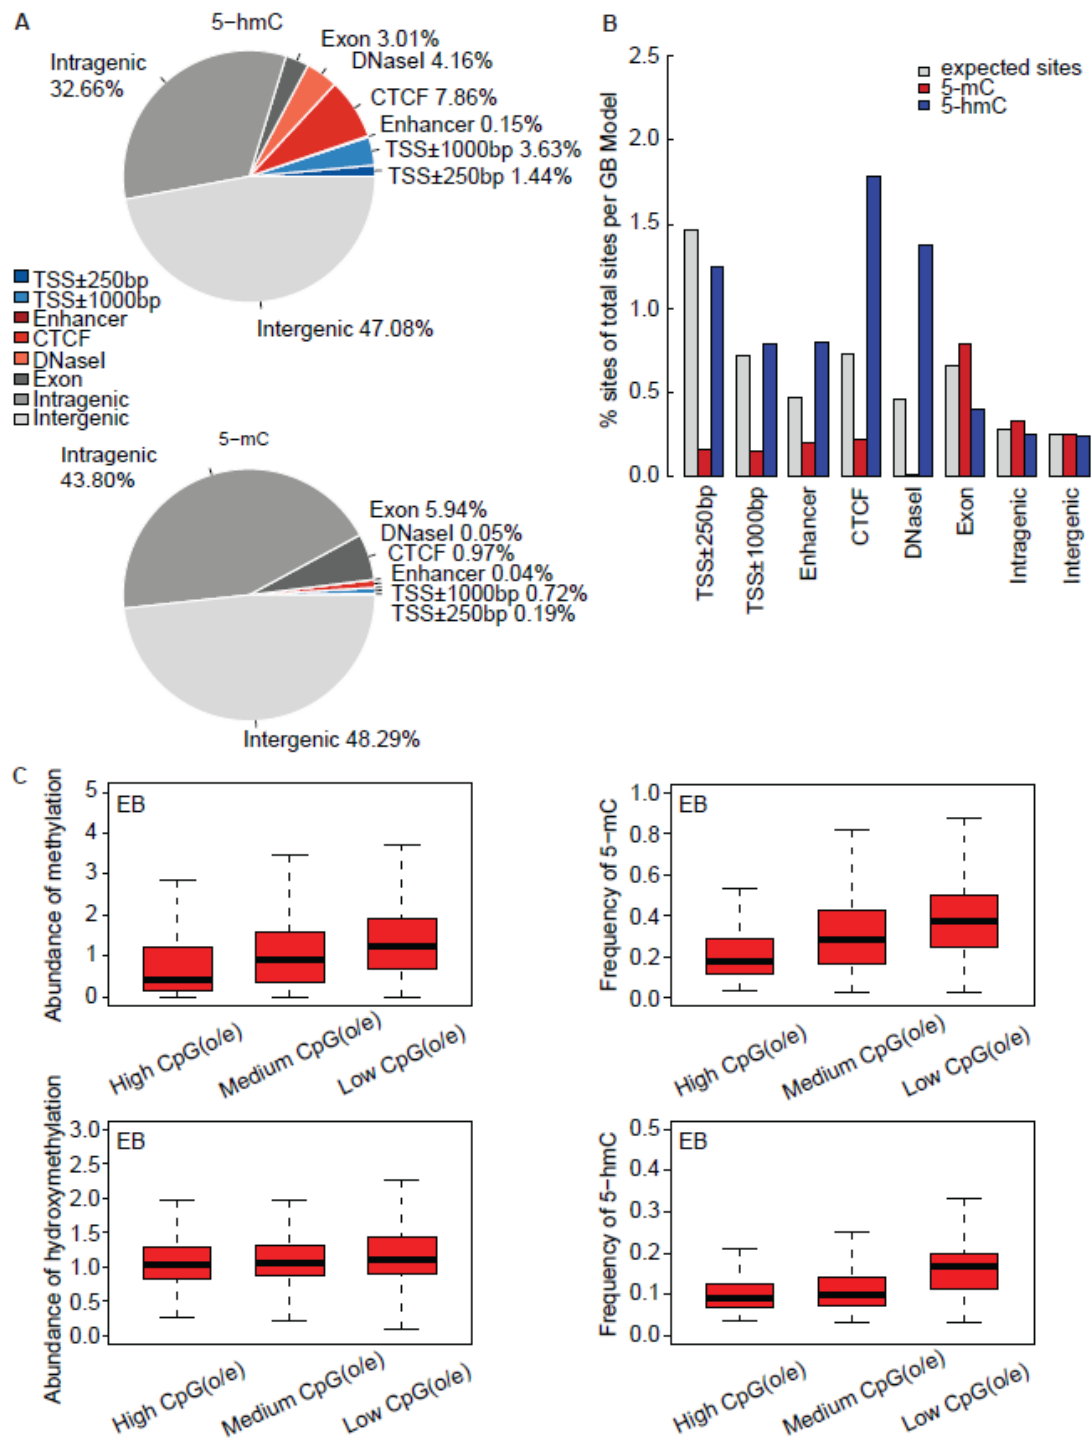 A
5−hmC
Exon 3.01%
DNaseI 4.16%
CTCF 7.86%
Enhancer 0.15%
TSS±1000bp 3.63%
TSS±250bp 1.44%
Intragenic
32.66%
Intergenic 47.08%
TSS±250bp
TSS±1000bp
Enhancer
CTCF
DNaseI
Exon
Intragenic
Intergenic
5−mC
Intragenic
43.80%
Exon 5.94%
DNaseI 0.05%
CTCF 0.97%
Enhancer 0.04%
TSS±1000bp 0.72%
TSS±250bp 0.19%
Intergenic 48.29%
B
% sites of total sites per GB Model
2.5
2.0
1.5
1.0
0.5
0.0
expected sites
5-mC
5-hmC
TSS±250bp
TSS±1000bp
Enhancer
CTCF
DNaseI
Exon
Intragenic
Intergenic
C
Abundance of methylation
5
4
3
2
1
0
EB
High CpG(o/e)
Medium CpG(o/e)
Low CpG(o/e)
Frequency of 5−mC
1.0
0.8
0.6
0.4
0.2
0.0
EB
High CpG(o/e)
Medium CpG(o/e)
Low CpG(o/e)
Abundance of hydroxymethylation
3.0
2.5
2.0
1.5
1.0
0.5
0.0
EB
High CpG(o/e)
Medium CpG(o/e)
Low CpG(o/e)
Frequency of 5−hmC
0.5
0.4
0.3
0.2
0.1
0.0
EB
High CpG(o/e)
Medium CpG(o/e)
Low CpG(o/e)